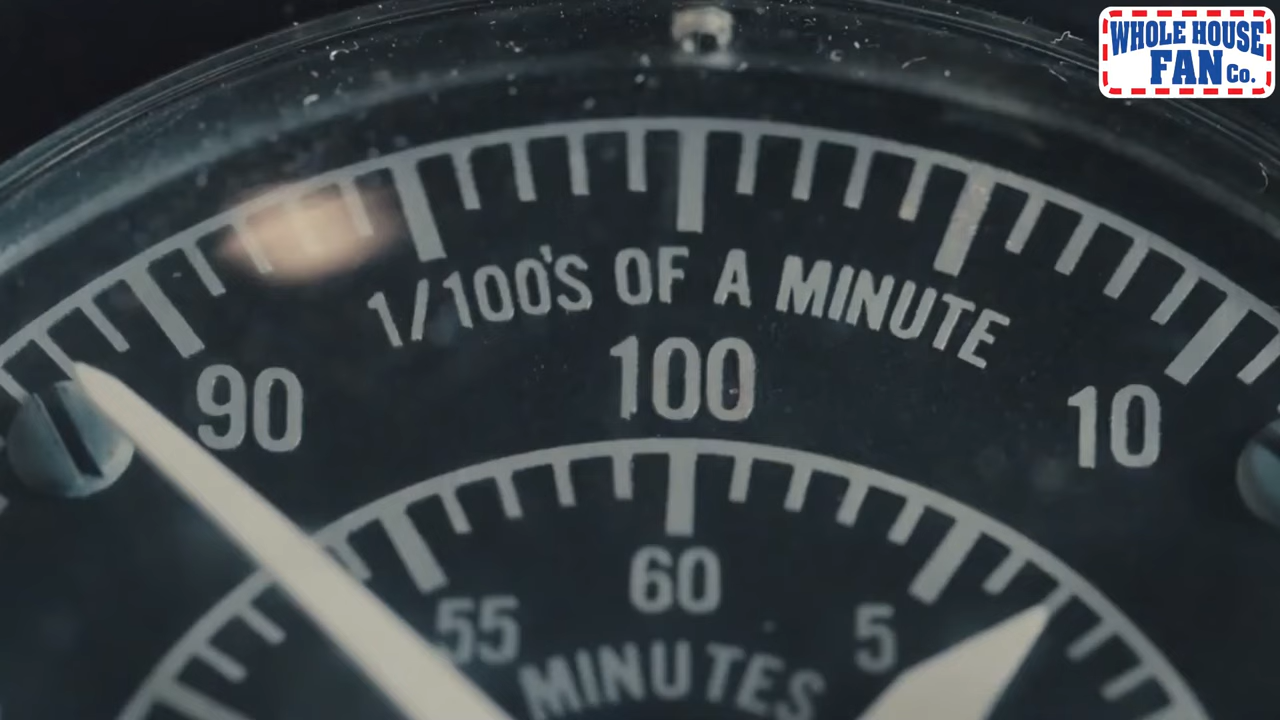 WHOLE HOUSE
FAN Co.
1/100'S OF A MINUTE
90 100 10
60
55 5
MINUTES